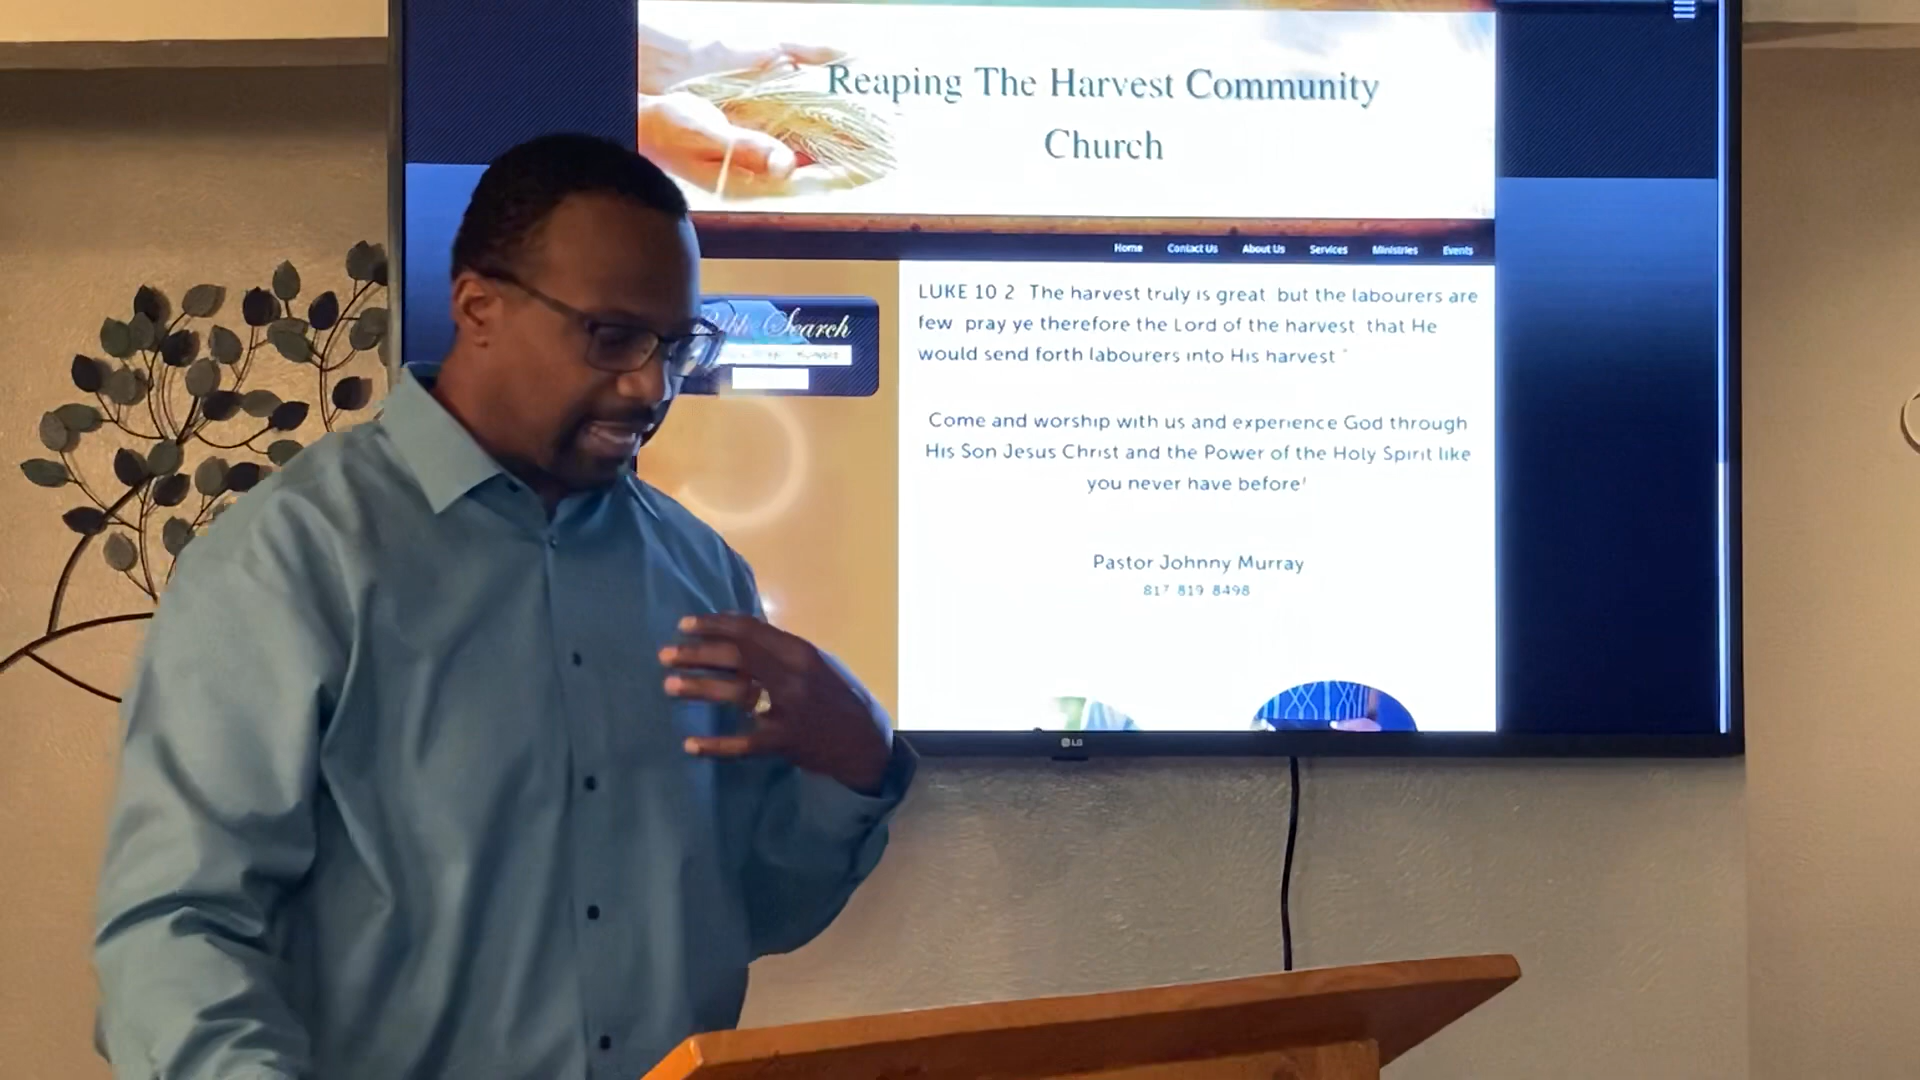 Reaping The Harvest Community
Church
Home Contact Us About Us Services Ministries Events
Search
LUKE 10 2 The harvest truly is great but the labourers are
few pray ye therefore the Lord of the harvest that He
would send forth labourers into His harvest "
Come and worship with us and experience God through
His Son Jesus Christ and the Power of the Holy Spirit like
you never have before!
Pastor Johnny Murray
817 819 8498
LG